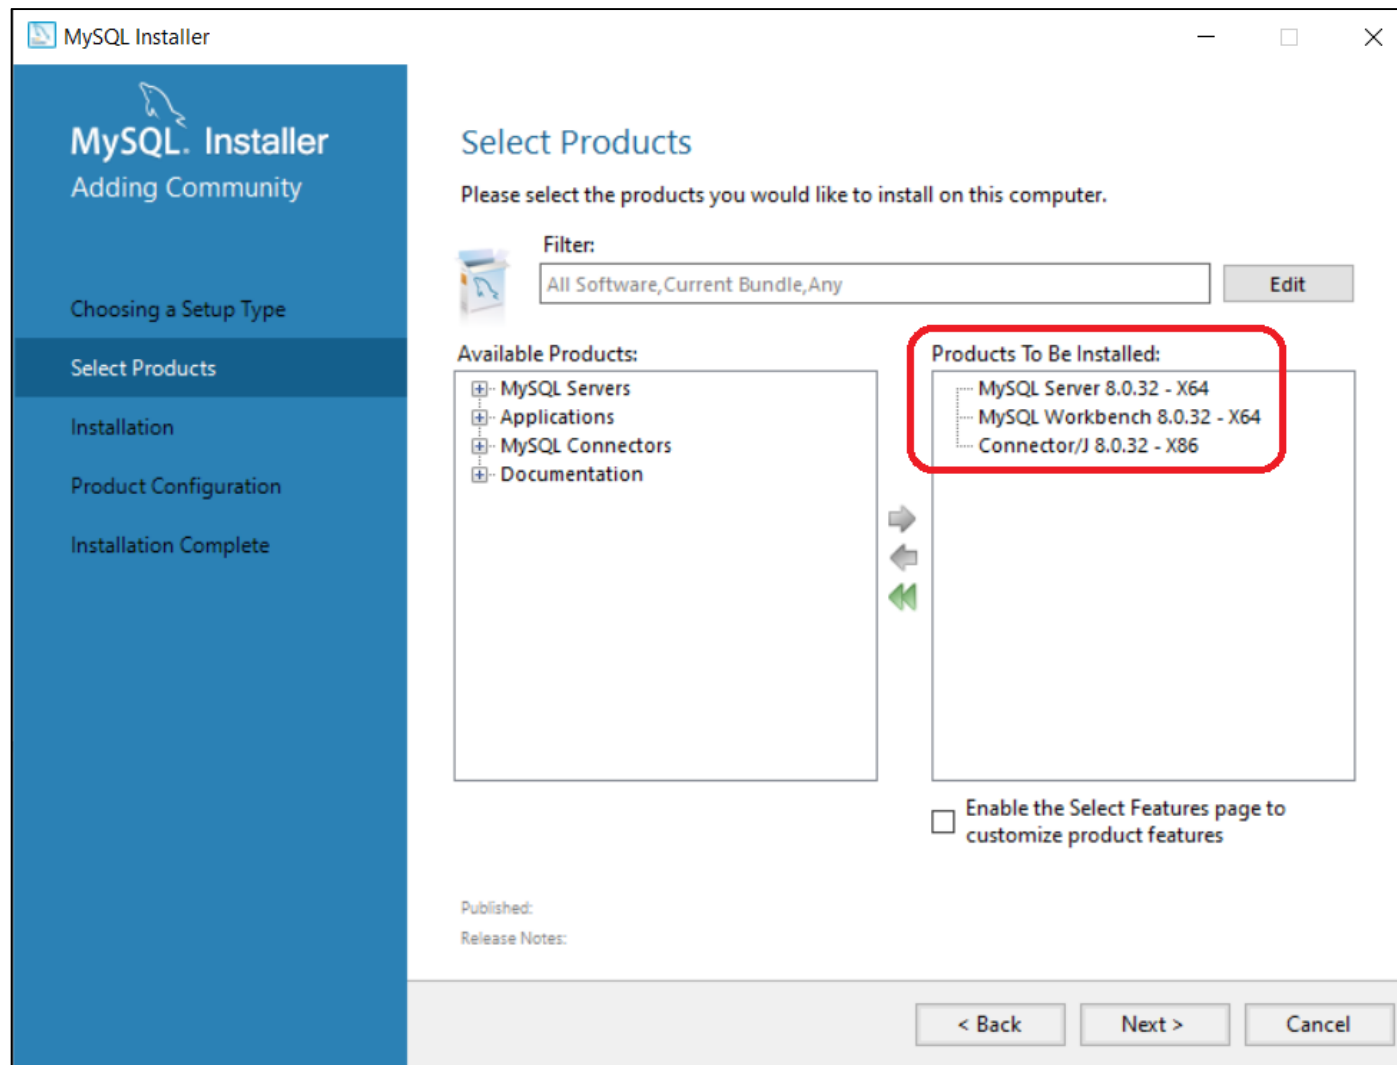 MySQL Installer
MySQL. Installer
Adding Community
Choosing a Setup Type
Select Products
Installation
Product Configuration
Installation Complete
Select Products
Please select the products you would like to install on this computer.
Filter:
All Software,Current Bundle,Any
Edit
Available Products:
MySQL Servers
Applications
MySQL Connectors
Documentation
Products To Be Installed:
MySQL Server 8.0.32 - X64
MySQL Workbench 8.0.32 - X64
Connector/J 8.0.32 - X86
Enable the Select Features page to
customize product features
Published:
Release Notes:
< Back
Next >
Cancel